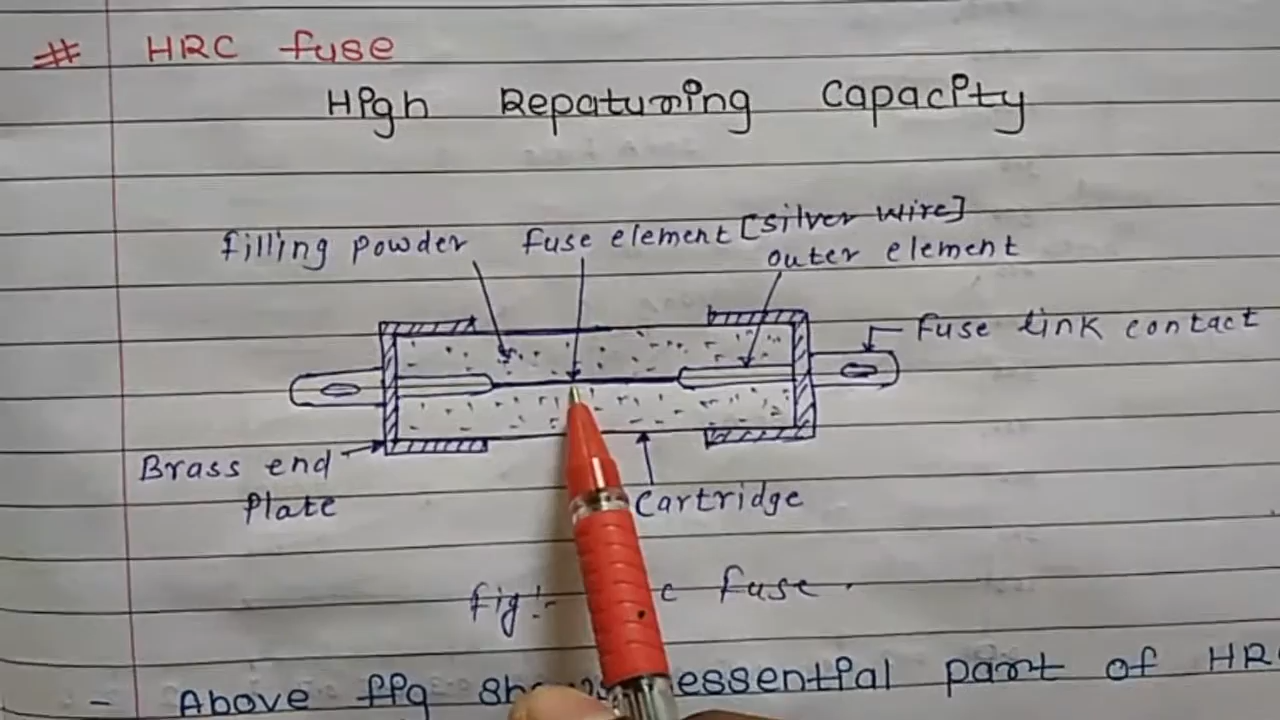 # HRC fuse
High Repaturing Capacity
filling powder fuse element [silver wire]
outer element
Fuse link contact
Brass end
Plate
Cartridge
fig:- c fuse.
- Above fig essential part of HR